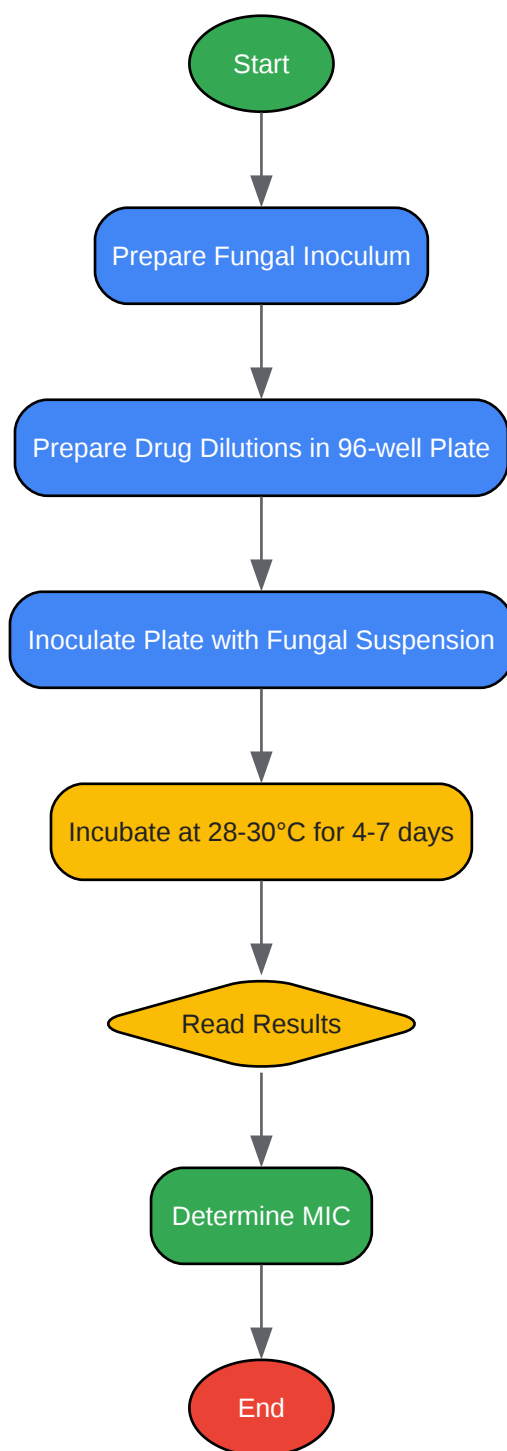 Start
Prepare Fungal Inoculum
Prepare Drug Dilutions in 96-well Plate
Inoculate Plate with Fungal Suspension
Incubate at 28-30°C for 4-7 days
Read Results
Determine MIC
End